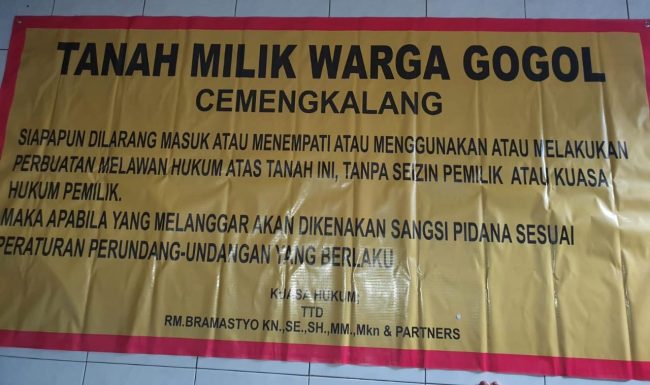 TANAH MILIK WARGA GOGOL
CEMENGKALANG
SIAPAPUN DILARANG MASUK ATAU MENEMPATI ATAU MENGGUNAKAN ATAU MELAKUKAN
PERBUATAN MELAWAN HUKUM ATAS TANAH INI, TANPA SEIZIN PEMILIK ATAU KUASA
HUKUM PEMILIK.
MAKA APABILA YANG MELANGGAR AKAN DIKENAKAN SANGSI PIDANA SESUAI
PERATURAN PERUNDANG-UNDANGAN YANG BERLAKU
KUASA HUKUM;
TTD
RM.BRAMASTYO KN.,SE.,SH.,MM.,Mkn & PARTNERS